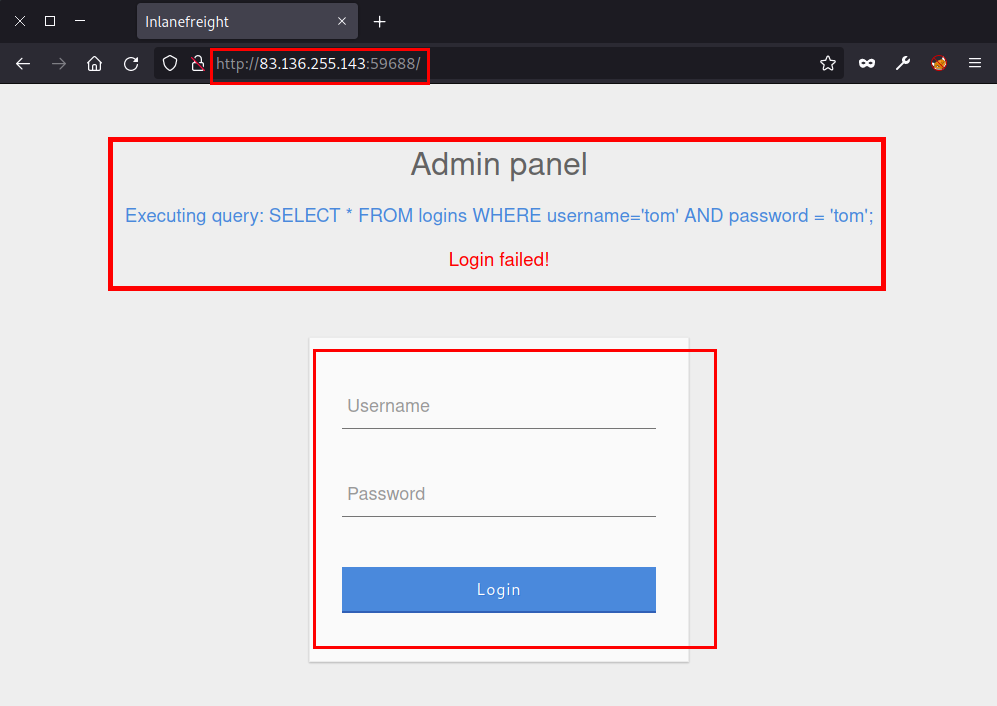 Inlanefreight
http://83.136.255.143:59688/
Admin panel
Executing query: SELECT * FROM logins WHERE username='tom' AND password = 'tom';
Login failed!
Username
Password
Login